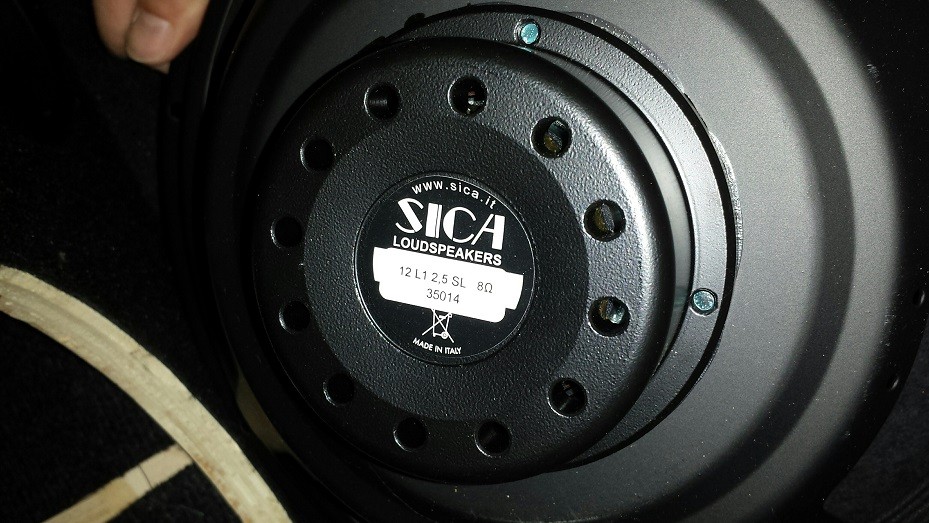 www.sica.it
SICA
LOUDSPEAKERS
12 L1 2,5 SL 8Ω
35014
MADE IN ITALY